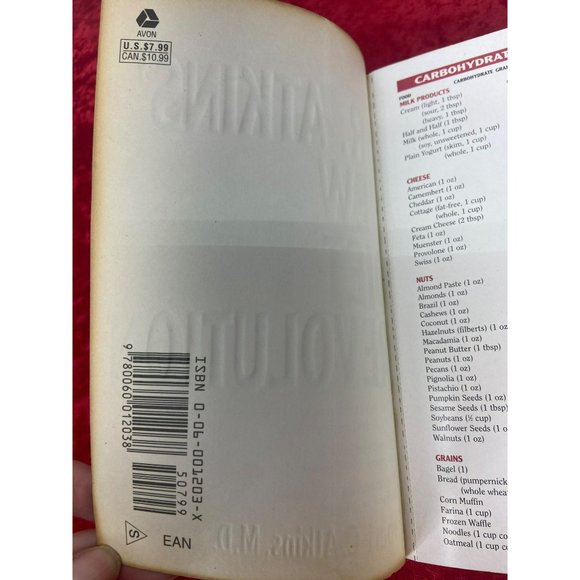 AVON
U.S.$7.99
CAN.$10.99
ISBN 0-06-001203-X
9 780060 012038
50799
S
EAN
CARBOHYDRATE
CARBOHYDRATE GRA
FOOD
MILK PRODUCTS
Cream (light, 1 tbsp)
(sour, 2 tbsp)
(heavy, 1 tbsp)
Half and Half (1 tbsp)
Milk (whole, 1 cup)
(soy, unsweetened, 1 cup)
Plain Yogurt (skim, 1 cup)
(whole, 1 cup)
CHEESE
American (1 oz)
Camembert (1 oz)
Cheddar (1 oz)
Cottage (fat-free, 1 cup)
(whole, 1 cup)
Cream Cheese (2 tbsp)
Feta (1 oz)
Muenster (1 oz)
Provolone (1 oz)
Swiss (1 oz)
NUTS
Almond Paste (1 oz)
Almonds (1 oz)
Brazil (1 oz)
Cashews (1 oz)
Coconut (1 oz)
Hazelnuts (filberts) (1 oz)
Macadamia (1 oz)
Peanut Butter (1 tbsp)
Peanuts (1 oz)
Pecans (1 oz)
Pignolia (1 oz)
Pistachio (1 oz)
Pumpkin Seeds (1 oz)
Sesame Seeds (1 tbsp)
Soybeans (½ cup)
Sunflower Seeds (1 oz)
Walnuts (1 oz)
GRAINS
Bagel (1)
Bread (pumpernick
(whole whea
Corn Muffin
Farina (1 cup)
Frozen Waffle
Noodles (1 cup co
Oatmeal (1 cup